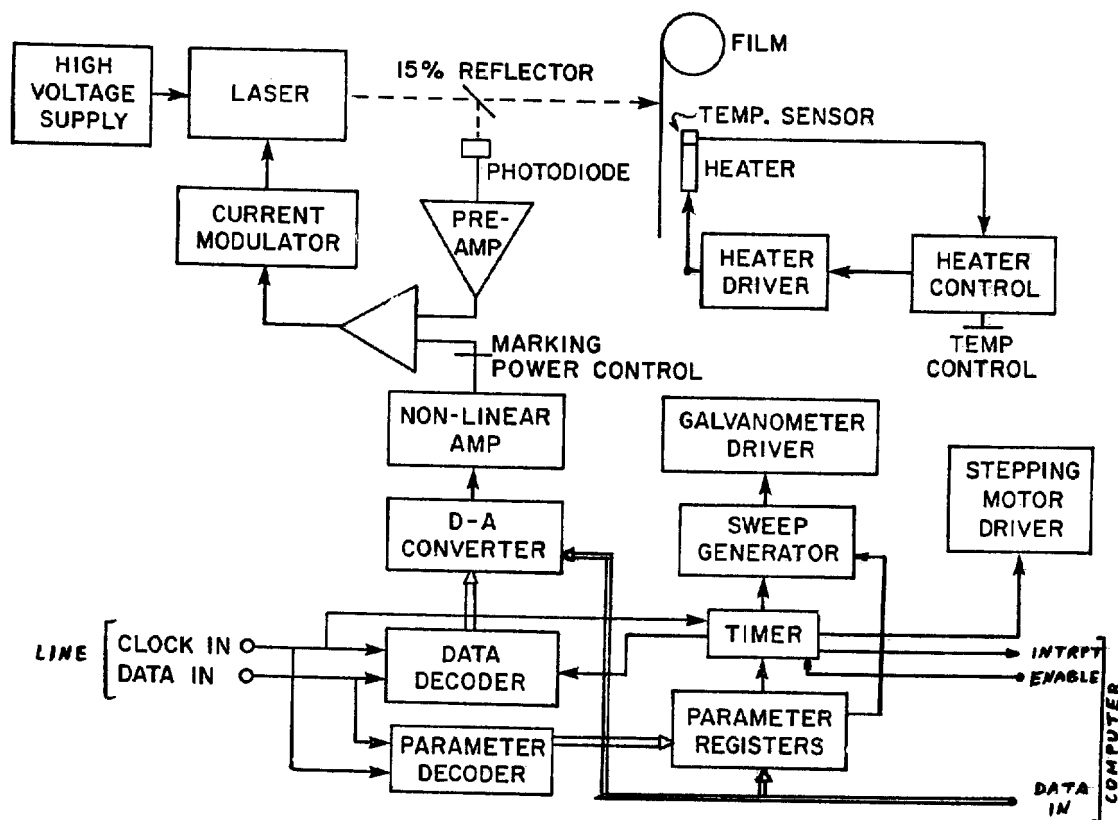 HIGH
VOLTAGE
SUPPLY
LASER
15% REFLECTOR
FILM
TEMP. SENSOR
HEATER
PHOTODIODE
CURRENT
MODULATOR
PRE-
AMP
HEATER
DRIVER
HEATER
CONTROL
TEMP
CONTROL
MARKING
POWER CONTROL
NON-LINEAR
AMP
GALVANOMETER
DRIVER
STEPPING
MOTOR
DRIVER
D-A
CONVERTER
SWEEP
GENERATOR
LINE
CLOCK IN
DATA IN
DATA
DECODER
TIMER
INTRPT
ENABLE
PARAMETER
DECODER
PARAMETER
REGISTERS
DATA
IN
COMPUTER